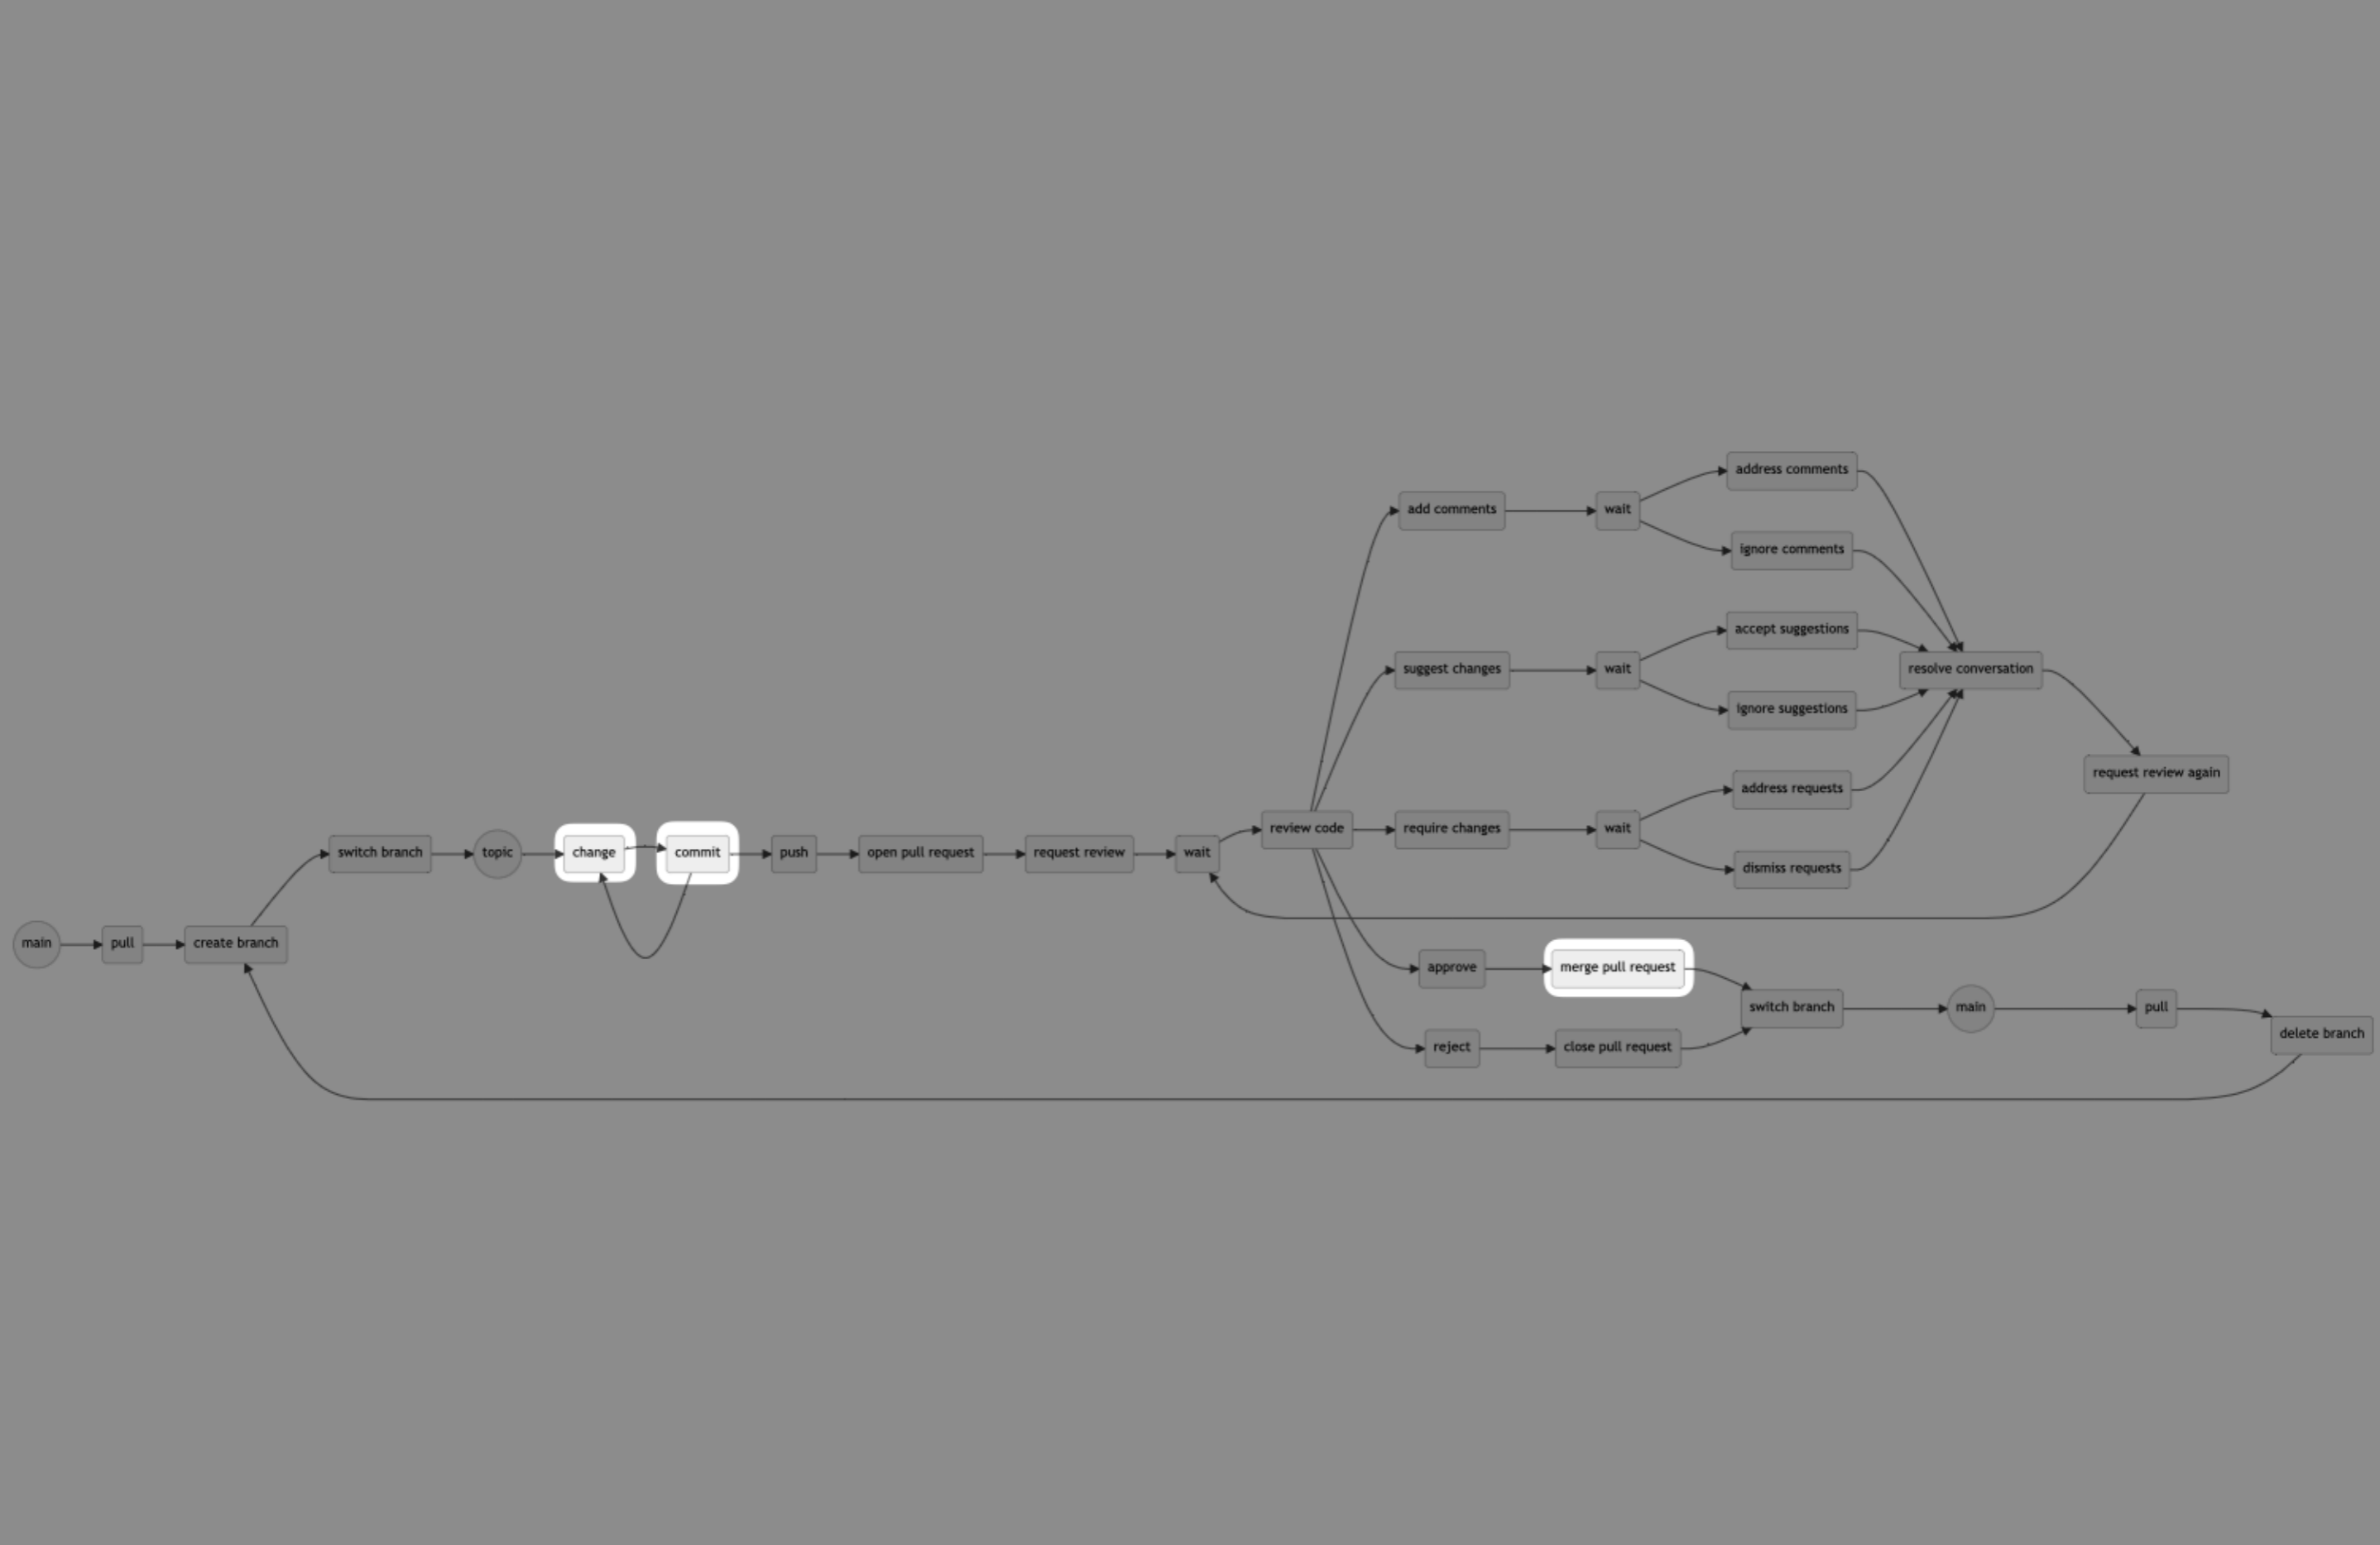 main
pull
create branch
switch branch
topic
change
commit
push
open pull request
request review
wait
review code
add comments
wait
address comments
ignore comments
suggest changes
wait
accept suggestions
ignore suggestions
resolve conversation
require changes
wait
address requests
dismiss requests
request review again
approve
merge pull request
reject
close pull request
switch branch
main
pull
delete branch